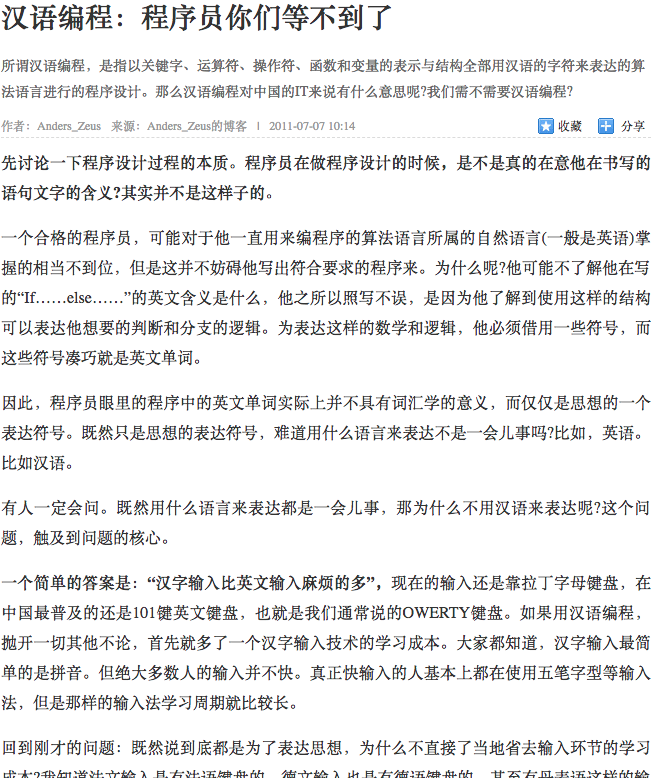 汉语编程：程序员你们等不到了
所谓汉语编程，是指以关键字、运算符、操作符、函数和变量的表示与结构全部用汉语的字符来表达的算
法语言进行的程序设计。那么汉语编程对中国的IT来说有什么意思呢?我们需不需要汉语编程?
作者：Anders_Zeus 来源：Anders_Zeus的博客 | 2011-07-07 10:14 收藏 分享
先讨论一下程序设计过程的本质。程序员在做程序设计的时候，是不是真的在意他在书写的
语句文字的含义?其实并不是这样子的。
一个合格的程序员，可能对于他一直用来编程序的算法语言所属的自然语言(一般是英语)掌
握的相当不到位，但是这并不妨碍他写出符合要求的程序来。为什么呢?他可能不了解他在写
的“If……else……”的英文含义是什么，他之所以照写不误，是因为他了解到使用这样的结构
可以表达他想要的判断和分支的逻辑。为表达这样的数学和逻辑，他必须借用一些符号，而
这些符号凑巧就是英文单词。
因此，程序员眼里的程序中的英文单词实际上并不具有词汇学的意义，而仅仅是思想的一个
表达符号。既然只是思想的表达符号，难道用什么语言来表达不是一会儿事吗?比如，英语。
比如汉语。
有人一定会问。既然用什么语言来表达都是一会儿事，那为什么不用汉语来表达呢?这个问
题，触及到问题的核心。
一个简单的答案是：“汉字输入比英文输入麻烦的多”，现在的输入还是靠拉丁字母键盘，在
中国最普及的还是101键英文键盘，也就是我们通常说的OWERTY键盘。如果用汉语编程，
抛开一切其他不论，首先就多了一个汉字输入技术的学习成本。大家都知道，汉字输入最简
单的是拼音。但绝大多数人的输入并不快。真正快输入的人基本上都在使用五笔字型等输入
法，但是那样的输入法学习周期就比较长。
回到刚才的问题：既然说到底都是为了表达思想，为什么不直接了当地省去输入环节的学习
成本?我知道法文输入是有法语键盘的，德文输入也是有德语键盘的，甚至有母表语这样的输